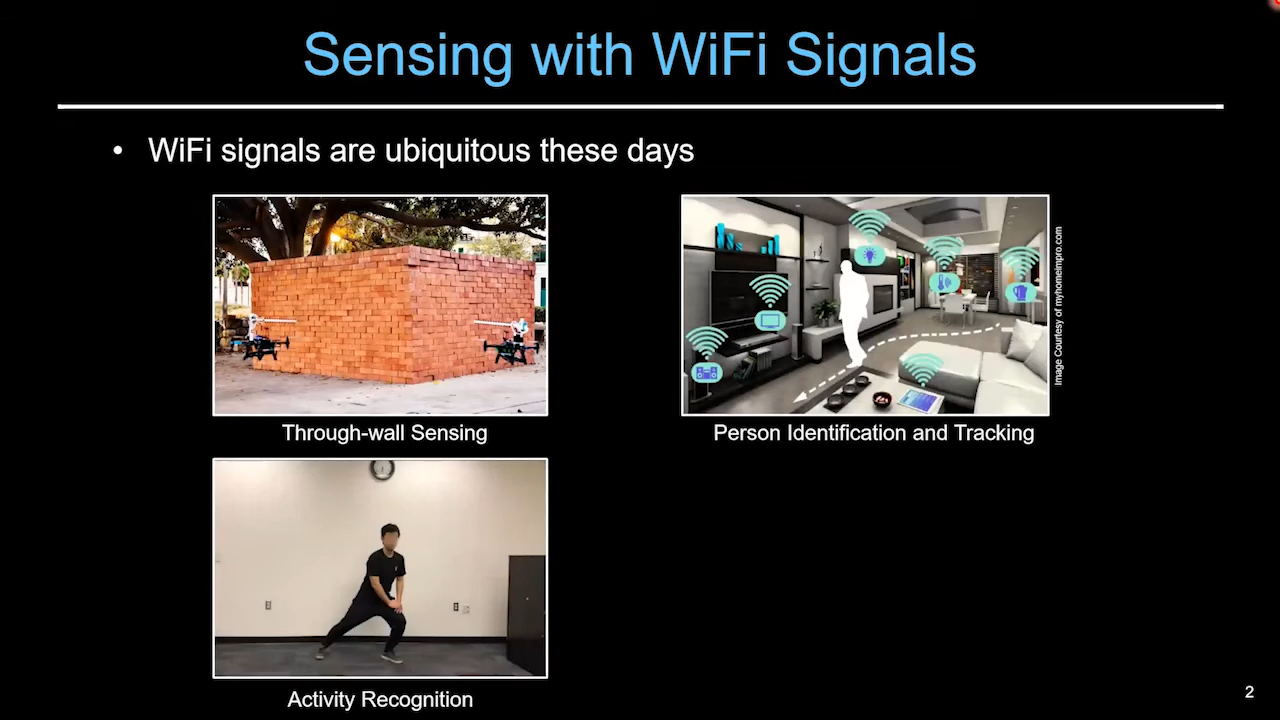 Sensing with WiFi Signals
• WiFi signals are ubiquitous these days
Image Courtesy of myhomeimpro.com
Through-wall Sensing
Person Identification and Tracking
Activity Recognition
2